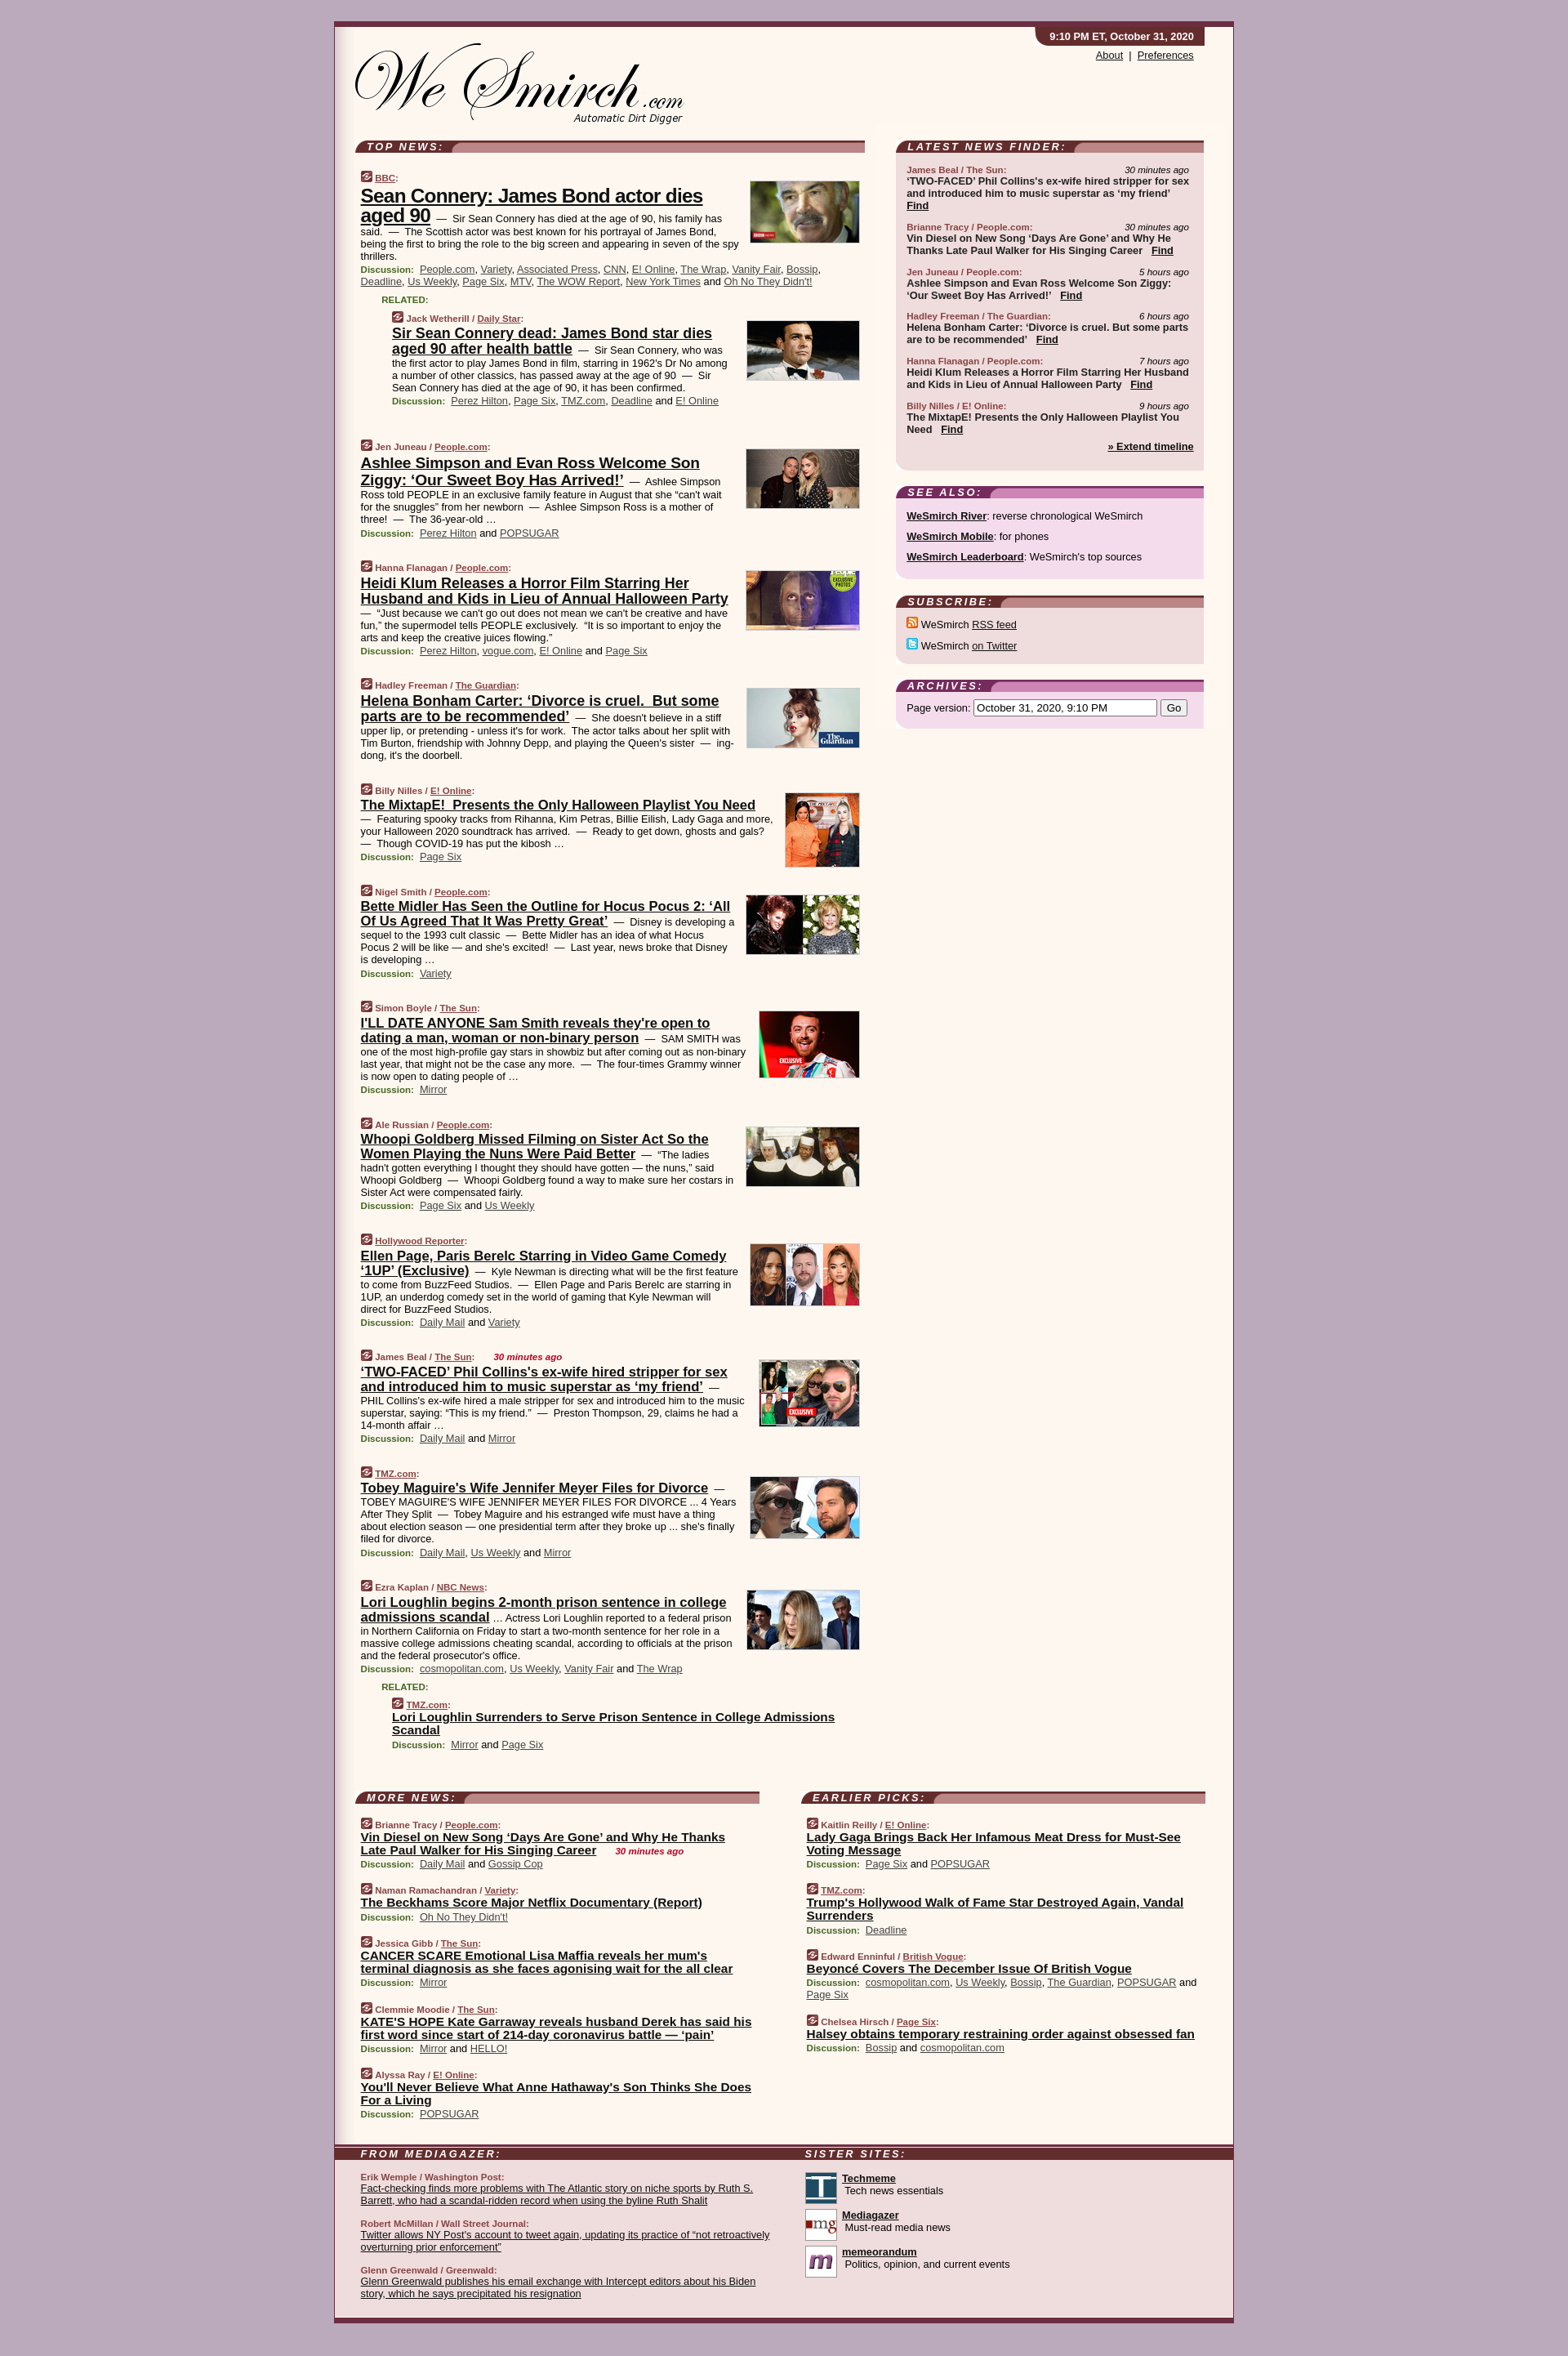 9:10 PM ET, October 31, 2020
About | Preferences
We Smirch.com
Automatic Dirt Digger
TOP NEWS:
BBC:
Sean Connery: James Bond actor dies
aged 90 — Sir Sean Connery has died at the age of 90, his family has
said. — The Scottish actor was best known for his portrayal of James Bond,
being the first to bring the role to the big screen and appearing in seven of the spy
thrillers.
Discussion: People.com, Variety, Associated Press, CNN, E! Online, The Wrap, Vanity Fair, Bossip,
Deadline, Us Weekly, Page Six, MTV, The WOW Report, New York Times and Oh No They Didn't!
RELATED:
Jack Wetherill / Daily Star:
Sir Sean Connery dead: James Bond star dies
aged 90 after health battle — Sir Sean Connery, who was
the first actor to play James Bond in film, starring in 1962's Dr No among
a number of other classics, has passed away at the age of 90 — Sir
Sean Connery has died at the age of 90, it has been confirmed.
Discussion: Perez Hilton, Page Six, TMZ.com, Deadline and E! Online
Jen Juneau / People.com:
Ashlee Simpson and Evan Ross Welcome Son
Ziggy: ‘Our Sweet Boy Has Arrived!’ — Ashlee Simpson
Ross told PEOPLE in an exclusive family feature in August that she “can't wait
for the snuggles” from her newborn — Ashlee Simpson Ross is a mother of
three! — The 36-year-old …
Discussion: Perez Hilton and POPSUGAR
Hanna Flanagan / People.com:
Heidi Klum Releases a Horror Film Starring Her
Husband and Kids in Lieu of Annual Halloween Party
— “Just because we can't go out does not mean we can't be creative and have
fun,” the supermodel tells PEOPLE exclusively. “It is so important to enjoy the
arts and keep the creative juices flowing.”
Discussion: Perez Hilton, vogue.com, E! Online and Page Six
EXCLUSIVE
PHOTOS
Hadley Freeman / The Guardian:
Helena Bonham Carter: ‘Divorce is cruel. But some
parts are to be recommended’ — She doesn't believe in a stiff
upper lip, or pretending - unless it's for work. The actor talks about her split with
Tim Burton, friendship with Johnny Depp, and playing the Queen's sister — ing-
dong, it's the doorbell.
The
Guardian
Billy Nilles / E! Online:
The MixtapE! Presents the Only Halloween Playlist You Need
— Featuring spooky tracks from Rihanna, Kim Petras, Billie Eilish, Lady Gaga and more,
your Halloween 2020 soundtrack has arrived. — Ready to get down, ghosts and gals?
— Though COVID-19 has put the kibosh …
Discussion: Page Six
Nigel Smith / People.com:
Bette Midler Has Seen the Outline for Hocus Pocus 2: ‘All
Of Us Agreed That It Was Pretty Great’ — Disney is developing a
sequel to the 1993 cult classic — Bette Midler has an idea of what Hocus
Pocus 2 will be like — and she's excited! — Last year, news broke that Disney
is developing …
Discussion: Variety
Simon Boyle / The Sun:
I'LL DATE ANYONE Sam Smith reveals they're open to
dating a man, woman or non-binary person — SAM SMITH was
one of the most high-profile gay stars in showbiz but after coming out as non-binary
last year, that might not be the case any more. — The four-times Grammy winner
is now open to dating people of …
Discussion: Mirror
EXCLUSIVE
Ale Russian / People.com:
Whoopi Goldberg Missed Filming on Sister Act So the
Women Playing the Nuns Were Paid Better — “The ladies
hadn't gotten everything I thought they should have gotten — the nuns,” said
Whoopi Goldberg — Whoopi Goldberg found a way to make sure her costars in
Sister Act were compensated fairly.
Discussion: Page Six and Us Weekly
Hollywood Reporter:
Ellen Page, Paris Berelc Starring in Video Game Comedy
‘1UP’ (Exclusive) — Kyle Newman is directing what will be the first feature
to come from BuzzFeed Studios. — Ellen Page and Paris Berelc are starring in
1UP, an underdog comedy set in the world of gaming that Kyle Newman will
direct for BuzzFeed Studios.
Discussion: Daily Mail and Variety
James Beal / The Sun: 30 minutes ago
‘TWO-FACED’ Phil Collins's ex-wife hired stripper for sex
and introduced him to music superstar as ‘my friend’ —
PHIL Collins's ex-wife hired a male stripper for sex and introduced him to the music
superstar, saying: “This is my friend.” — Preston Thompson, 29, claims he had a
14-month affair …
Discussion: Daily Mail and Mirror
EXCLUSIVE
TMZ.com:
Tobey Maguire's Wife Jennifer Meyer Files for Divorce —
TOBEY MAGUIRE'S WIFE JENNIFER MEYER FILES FOR DIVORCE ... 4 Years
After They Split — Tobey Maguire and his estranged wife must have a thing
about election season — one presidential term after they broke up ... she's finally
filed for divorce.
Discussion: Daily Mail, Us Weekly and Mirror
Ezra Kaplan / NBC News:
Lori Loughlin begins 2-month prison sentence in college
admissions scandal … Actress Lori Loughlin reported to a federal prison
in Northern California on Friday to start a two-month sentence for her role in a
massive college admissions cheating scandal, according to officials at the prison
and the federal prosecutor's office.
Discussion: cosmopolitan.com, Us Weekly, Vanity Fair and The Wrap
RELATED:
TMZ.com:
Lori Loughlin Surrenders to Serve Prison Sentence in College Admissions
Scandal
Discussion: Mirror and Page Six
LATEST NEWS FINDER:
James Beal / The Sun: 30 minutes ago
‘TWO-FACED’ Phil Collins's ex-wife hired stripper for sex
and introduced him to music superstar as ‘my friend’
Find
Brianne Tracy / People.com: 30 minutes ago
Vin Diesel on New Song ‘Days Are Gone’ and Why He
Thanks Late Paul Walker for His Singing Career Find
Jen Juneau / People.com: 5 hours ago
Ashlee Simpson and Evan Ross Welcome Son Ziggy:
‘Our Sweet Boy Has Arrived!’ Find
Hadley Freeman / The Guardian: 6 hours ago
Helena Bonham Carter: ‘Divorce is cruel. But some parts
are to be recommended’ Find
Hanna Flanagan / People.com: 7 hours ago
Heidi Klum Releases a Horror Film Starring Her Husband
and Kids in Lieu of Annual Halloween Party Find
Billy Nilles / E! Online: 9 hours ago
The MixtapE! Presents the Only Halloween Playlist You
Need Find
» Extend timeline
SEE ALSO:
WeSmirch River: reverse chronological WeSmirch
WeSmirch Mobile: for phones
WeSmirch Leaderboard: WeSmirch's top sources
SUBSCRIBE:
WeSmirch RSS feed
WeSmirch on Twitter
ARCHIVES:
Page version: October 31, 2020, 9:10 PM Go
MORE NEWS:
Brianne Tracy / People.com:
Vin Diesel on New Song ‘Days Are Gone’ and Why He Thanks
Late Paul Walker for His Singing Career 30 minutes ago
Discussion: Daily Mail and Gossip Cop
Naman Ramachandran / Variety:
The Beckhams Score Major Netflix Documentary (Report)
Discussion: Oh No They Didn't!
Jessica Gibb / The Sun:
CANCER SCARE Emotional Lisa Maffia reveals her mum's
terminal diagnosis as she faces agonising wait for the all clear
Discussion: Mirror
Clemmie Moodie / The Sun:
KATE'S HOPE Kate Garraway reveals husband Derek has said his
first word since start of 214-day coronavirus battle — ‘pain’
Discussion: Mirror and HELLO!
Alyssa Ray / E! Online:
You'll Never Believe What Anne Hathaway's Son Thinks She Does
For a Living
Discussion: POPSUGAR
EARLIER PICKS:
Kaitlin Reilly / E! Online:
Lady Gaga Brings Back Her Infamous Meat Dress for Must-See
Voting Message
Discussion: Page Six and POPSUGAR
TMZ.com:
Trump's Hollywood Walk of Fame Star Destroyed Again, Vandal
Surrenders
Discussion: Deadline
Edward Enninful / British Vogue:
Beyoncé Covers The December Issue Of British Vogue
Discussion: cosmopolitan.com, Us Weekly, Bossip, The Guardian, POPSUGAR and
Page Six
Chelsea Hirsch / Page Six:
Halsey obtains temporary restraining order against obsessed fan
Discussion: Bossip and cosmopolitan.com
FROM MEDIAGAZER:
Erik Wemple / Washington Post:
Fact-checking finds more problems with The Atlantic story on niche sports by Ruth S.
Barrett, who had a scandal-ridden record when using the byline Ruth Shalit
Robert McMillan / Wall Street Journal:
Twitter allows NY Post's account to tweet again, updating its practice of “not retroactively
overturning prior enforcement”
Glenn Greenwald / Greenwald:
Glenn Greenwald publishes his email exchange with Intercept editors about his Biden
story, which he says precipitated his resignation
SISTER SITES:
T
Techmeme
Tech news essentials
mg
Mediagazer
Must-read media news
m
memeorandum
Politics, opinion, and current events